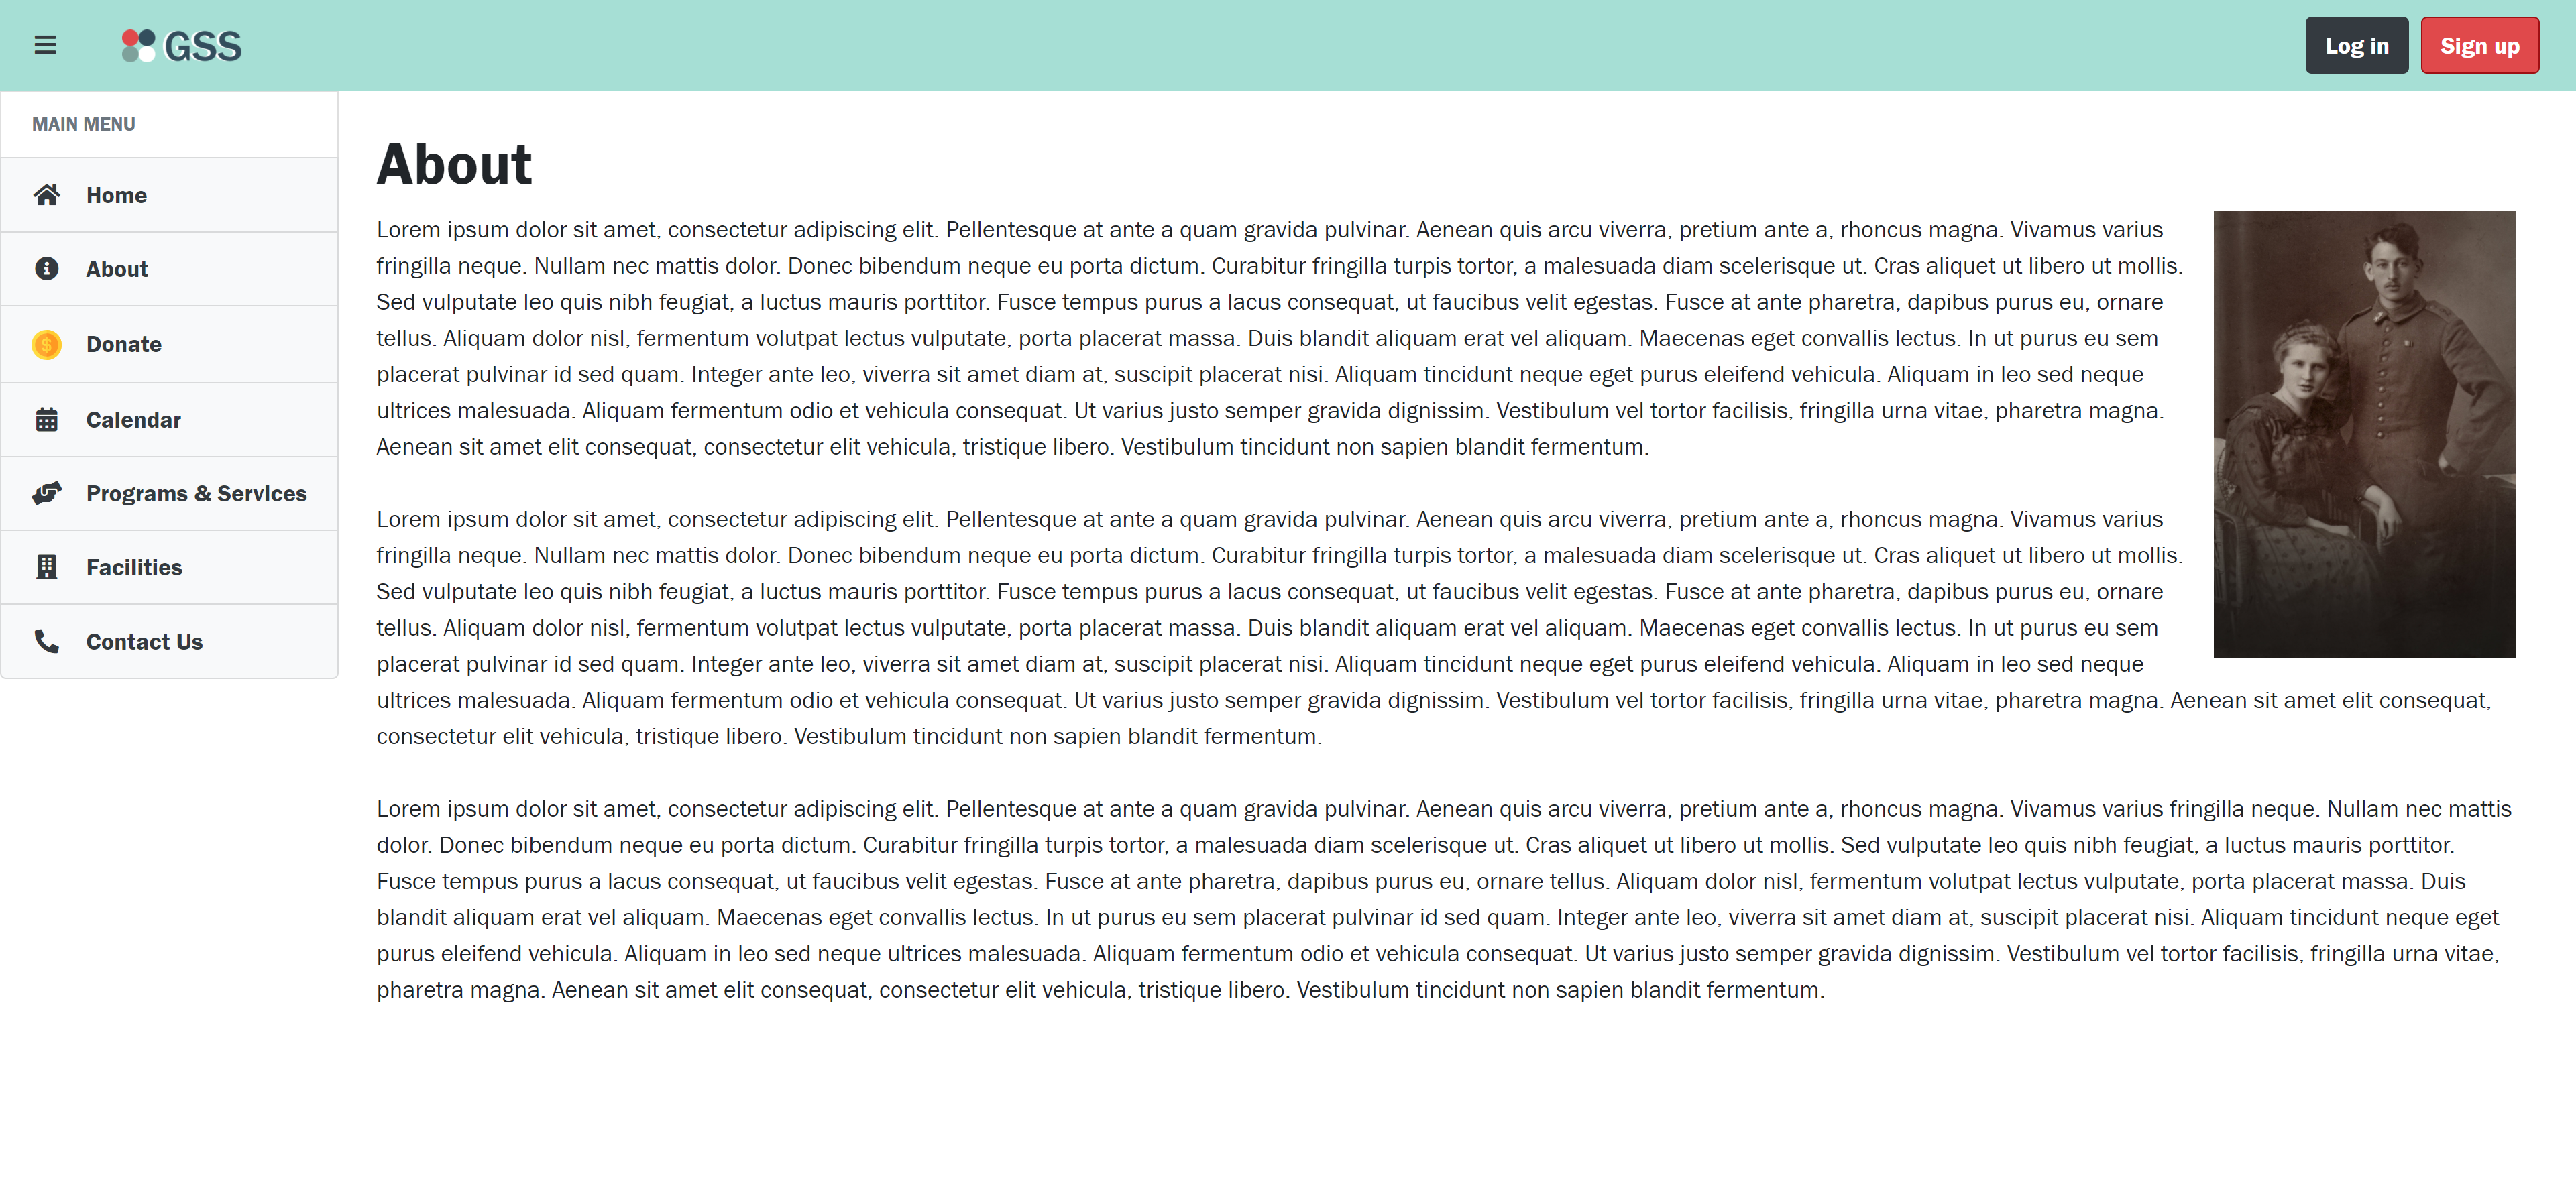 GSS
Log in
Sign up
MAIN MENU
Home
About
Donate
Calendar
Programs & Services
Facilities
Contact Us
About
Lorem ipsum dolor sit amet, consectetur adipiscing elit. Pellentesque at ante a quam gravida pulvinar. Aenean quis arcu viverra, pretium ante a, rhoncus magna. Vivamus varius
fringilla neque. Nullam nec mattis dolor. Donec bibendum neque eu porta dictum. Curabitur fringilla turpis tortor, a malesuada diam scelerisque ut. Cras aliquet ut libero ut mollis.
Sed vulputate leo quis nibh feugiat, a luctus mauris porttitor. Fusce tempus purus a lacus consequat, ut faucibus velit egestas. Fusce at ante pharetra, dapibus purus eu, ornare
tellus. Aliquam dolor nisl, fermentum volutpat lectus vulputate, porta placerat massa. Duis blandit aliquam erat vel aliquam. Maecenas eget convallis lectus. In ut purus eu sem
placerat pulvinar id sed quam. Integer ante leo, viverra sit amet diam at, suscipit placerat nisi. Aliquam tincidunt neque eget purus eleifend vehicula. Aliquam in leo sed neque
ultrices malesuada. Aliquam fermentum odio et vehicula consequat. Ut varius justo semper gravida dignissim. Vestibulum vel tortor facilisis, fringilla urna vitae, pharetra magna.
Aenean sit amet elit consequat, consectetur elit vehicula, tristique libero. Vestibulum tincidunt non sapien blandit fermentum.
Lorem ipsum dolor sit amet, consectetur adipiscing elit. Pellentesque at ante a quam gravida pulvinar. Aenean quis arcu viverra, pretium ante a, rhoncus magna. Vivamus varius
fringilla neque. Nullam nec mattis dolor. Donec bibendum neque eu porta dictum. Curabitur fringilla turpis tortor, a malesuada diam scelerisque ut. Cras aliquet ut libero ut mollis.
Sed vulputate leo quis nibh feugiat, a luctus mauris porttitor. Fusce tempus purus a lacus consequat, ut faucibus velit egestas. Fusce at ante pharetra, dapibus purus eu, ornare
tellus. Aliquam dolor nisl, fermentum volutpat lectus vulputate, porta placerat massa. Duis blandit aliquam erat vel aliquam. Maecenas eget convallis lectus. In ut purus eu sem
placerat pulvinar id sed quam. Integer ante leo, viverra sit amet diam at, suscipit placerat nisi. Aliquam tincidunt neque eget purus eleifend vehicula. Aliquam in leo sed neque
ultrices malesuada. Aliquam fermentum odio et vehicula consequat. Ut varius justo semper gravida dignissim. Vestibulum vel tortor facilisis, fringilla urna vitae, pharetra magna. Aenean sit amet elit consequat,
consectetur elit vehicula, tristique libero. Vestibulum tincidunt non sapien blandit fermentum.
Lorem ipsum dolor sit amet, consectetur adipiscing elit. Pellentesque at ante a quam gravida pulvinar. Aenean quis arcu viverra, pretium ante a, rhoncus magna. Vivamus varius fringilla neque. Nullam nec mattis
dolor. Donec bibendum neque eu porta dictum. Curabitur fringilla turpis tortor, a malesuada diam scelerisque ut. Cras aliquet ut libero ut mollis. Sed vulputate leo quis nibh feugiat, a luctus mauris porttitor.
Fusce tempus purus a lacus consequat, ut faucibus velit egestas. Fusce at ante pharetra, dapibus purus eu, ornare tellus. Aliquam dolor nisl, fermentum volutpat lectus vulputate, porta placerat massa. Duis
blandit aliquam erat vel aliquam. Maecenas eget convallis lectus. In ut purus eu sem placerat pulvinar id sed quam. Integer ante leo, viverra sit amet diam at, suscipit placerat nisi. Aliquam tincidunt neque eget
purus eleifend vehicula. Aliquam in leo sed neque ultrices malesuada. Aliquam fermentum odio et vehicula consequat. Ut varius justo semper gravida dignissim. Vestibulum vel tortor facilisis, fringilla urna vitae,
pharetra magna. Aenean sit amet elit consequat, consectetur elit vehicula, tristique libero. Vestibulum tincidunt non sapien blandit fermentum.